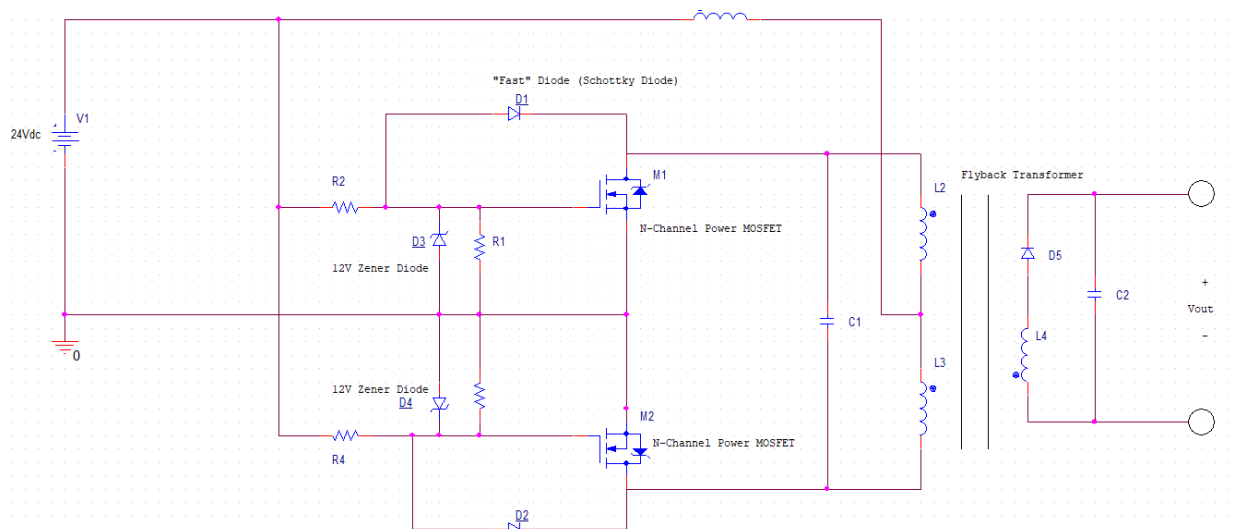 "Fast" Diode (Schottky Diode)
D1
V1
24Vdc
M1
Flyback Transformer
R2
L2
N-Channel Power MOSFET
D3
R1
12V Zener Diode
D5
+
C2
Vout
C1
L4
-
0
L3
12V Zener Diode
D4
M2
N-Channel Power MOSFET
R4
D2